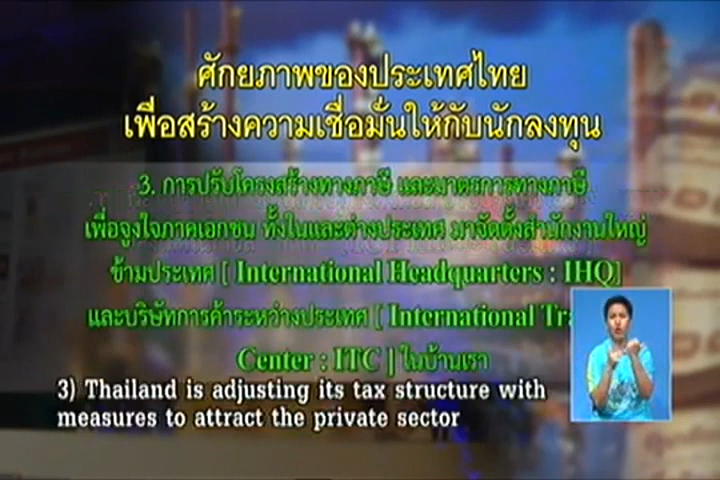 ศักยภาพของประเทศไทย
เพื่อสร้างความเชื่อมั่นให้กับนักลงทุน
3. การปรับโครงสร้างทางภาษี และมาตรการทางภาษี
เพื่อจูงใจภาคเอกชน ทั้งในและต่างประเทศ มาจัดตั้งสำนักงานใหญ่
ข้ามประเทศ [ International Headquarters : IHQ]
และบริษัทการค้าระหว่างประเทศ [ International
Center : ITC ] ในบ้านเรา
3) Thailand is adjusting its tax structure with
measures to attract the private sector